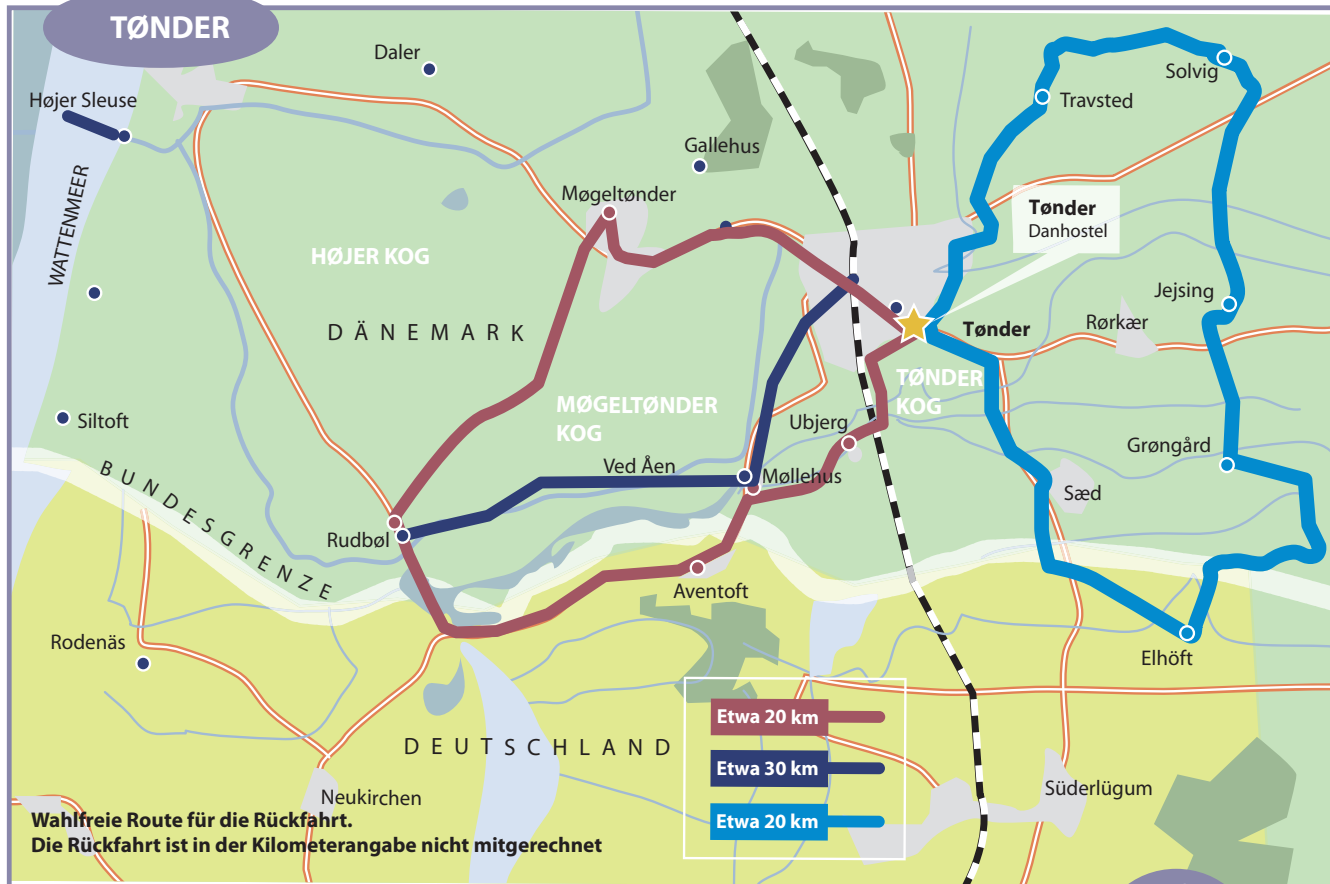 TØNDER
Daler
Solvig
Højer Sleuse
Travsted
Gallehus
Møgeltønder
WATTENMEER
Tønder
Danhostel
HØJER KOG
Jejsing
DÄNEMARK
Tønder
Rørkær
TØNDER
KOG
MØGELTØNDER
KOG
Siltoft
Ubjerg
Grøngård
Ved Åen
Møllehus
Sæd
BUNDESGRENZE
Rudbøl
Aventoft
Rodenäs
Elhöft
Etwa 20 km
DEUTSCHLAND
Etwa 30 km
Süderlügum
Neukirchen
Etwa 20 km
Wahlfreie Route für die Rückfahrt.
Die Rückfahrt ist in der Kilometerangabe nicht mitgerechnet